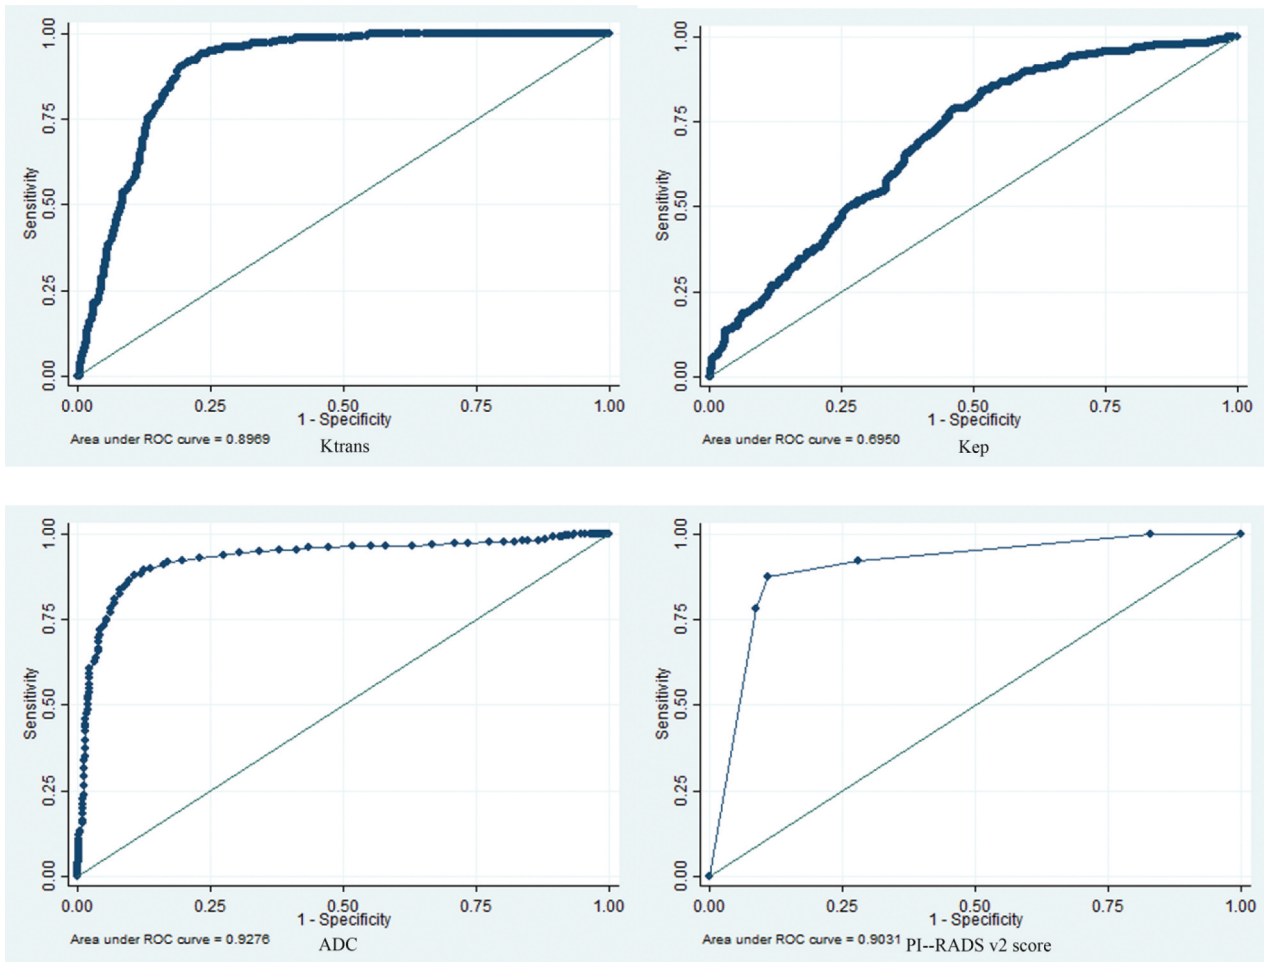 1.00
0.75
0.50
0.25
0.00
Sensitivity
0.00 0.25 0.50 0.75 1.00
1 - Specificity
Area under ROC curve = 0.8969
Ktrans
1.00
0.75
0.50
0.25
0.00
Sensitivity
0.00 0.25 0.50 0.75 1.00
1 - Specificity
Area under ROC curve = 0.6950
Kep
1.00
0.75
0.50
0.25
0.00
Sensitivity
0.00 0.25 0.50 0.75 1.00
1 - Specificity
Area under ROC curve = 0.9276
ADC
1.00
0.75
0.50
0.25
0.00
Sensitivity
0.00 0.25 0.50 0.75 1.00
1 - Specificity
Area under ROC curve = 0.9031
PI--RADS v2 score